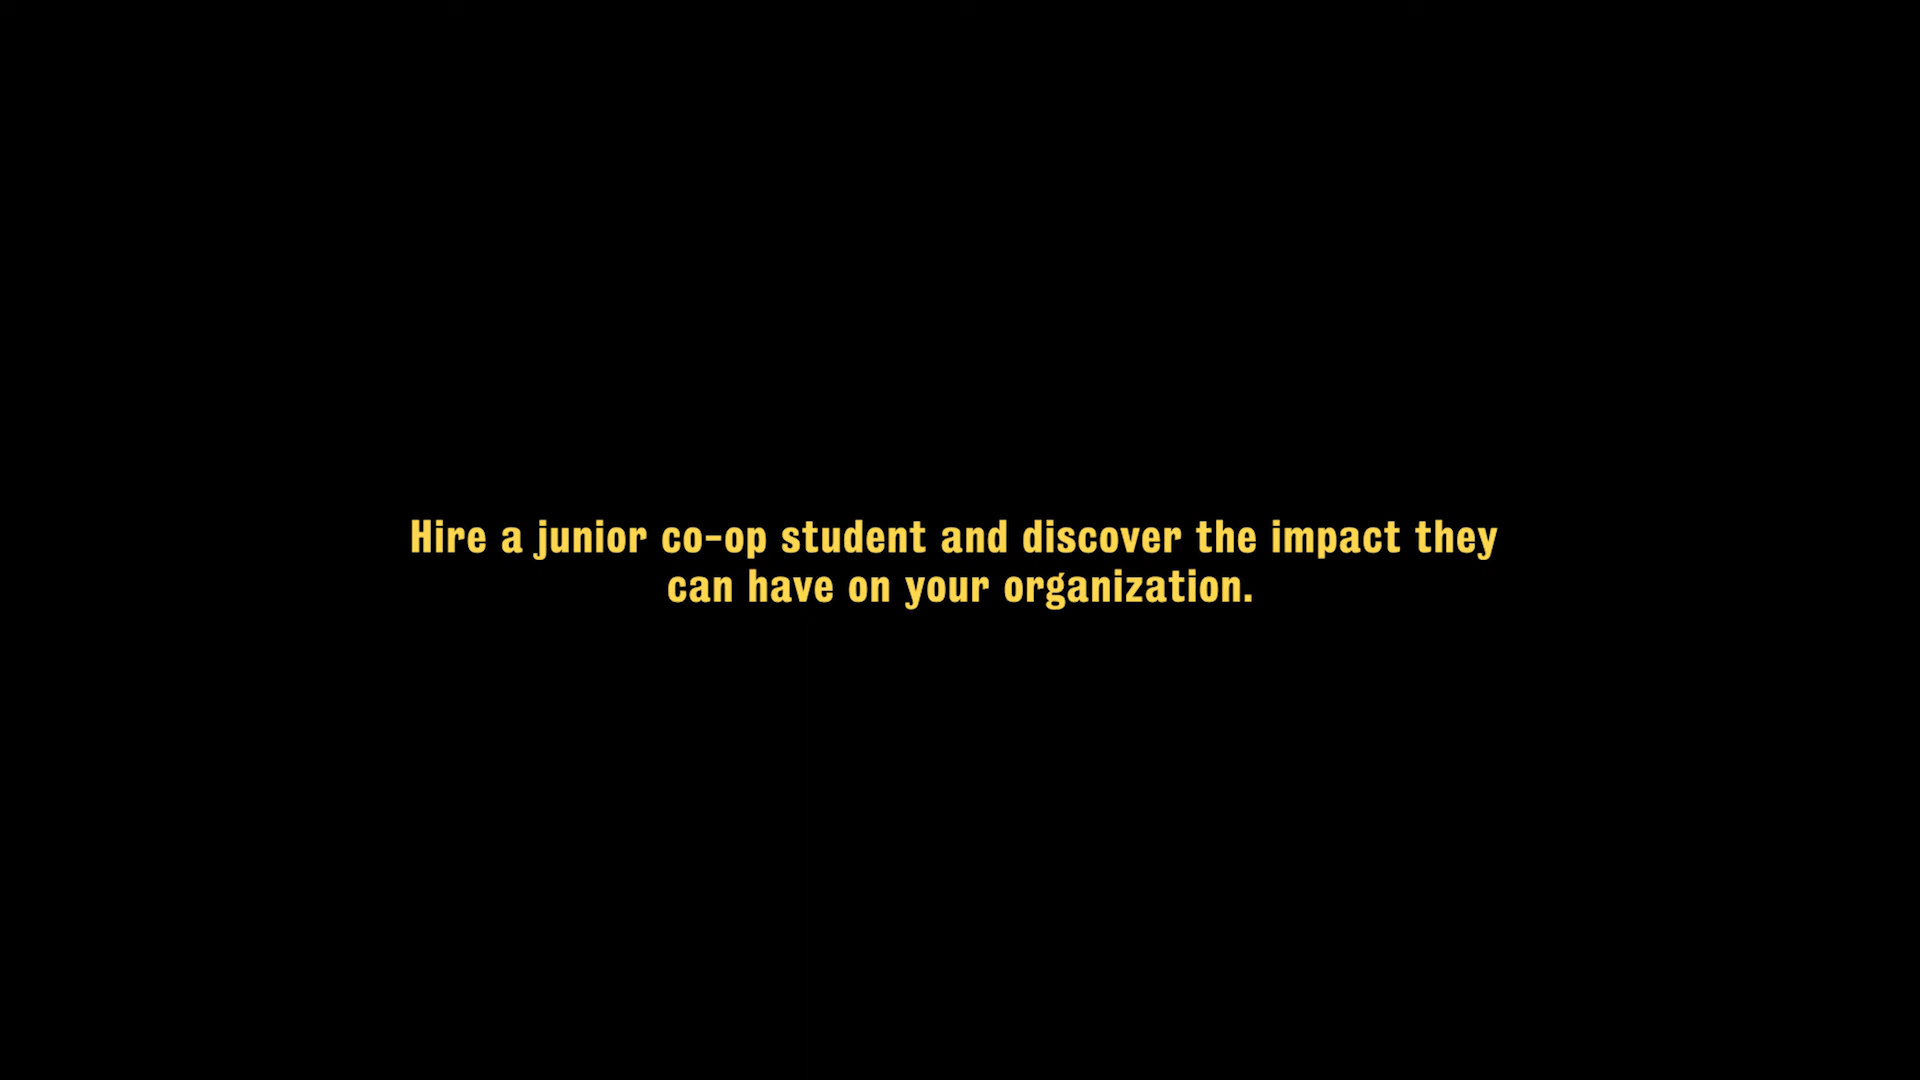 Hire a junior co-op student and discover the impact they
can have on your organization.